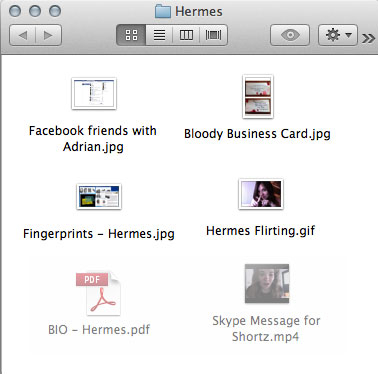 Hermes
Facebook friends with
Adrian.jpg
Bloody Business Card.jpg
Fingerprints - Hermes.jpg
Hermes Flirting.gif
PDF
BIO - Hermes.pdf
Skype Message for
Shortz.mp4